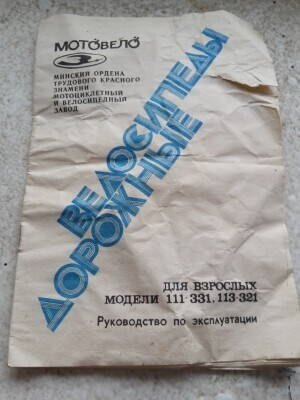 МОТОВЕЛО
МИНСКИЙ ОРДЕНА
ТРУДОВОГО КРАСНОГО
ЗНАМЕНИ
МОТОЦИКЛЕТНЫЙ
И ВЕЛОСИПЕДНЫЙ
ЗАВОД
ВЕЛОСИПЕДЫ
ДОРОЖНЫЕ
ДЛЯ ВЗРОСЛЫХ
МОДЕЛИ 111-331, 113-321
Руководство по эксплуатации